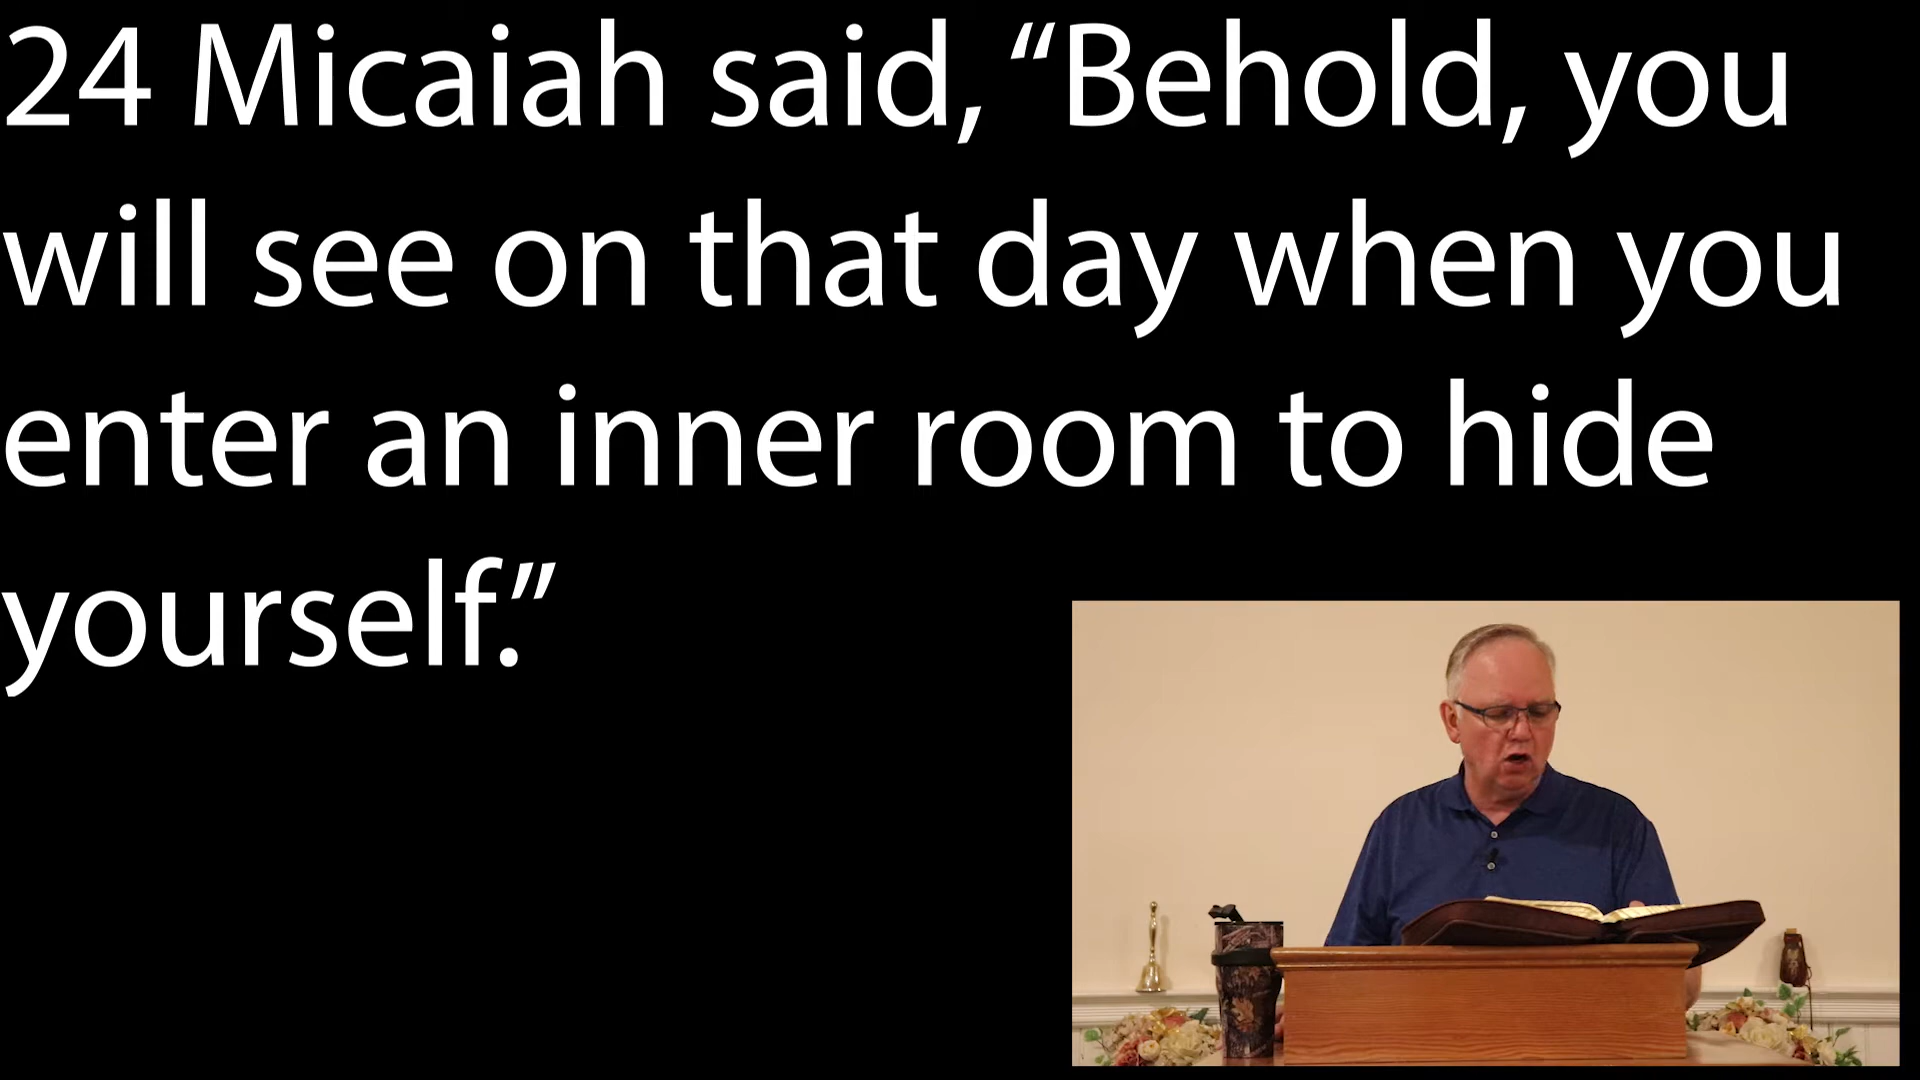 24 Micaiah said, “Behold, you
will see on that day when you
enter an inner room to hide
yourself.”